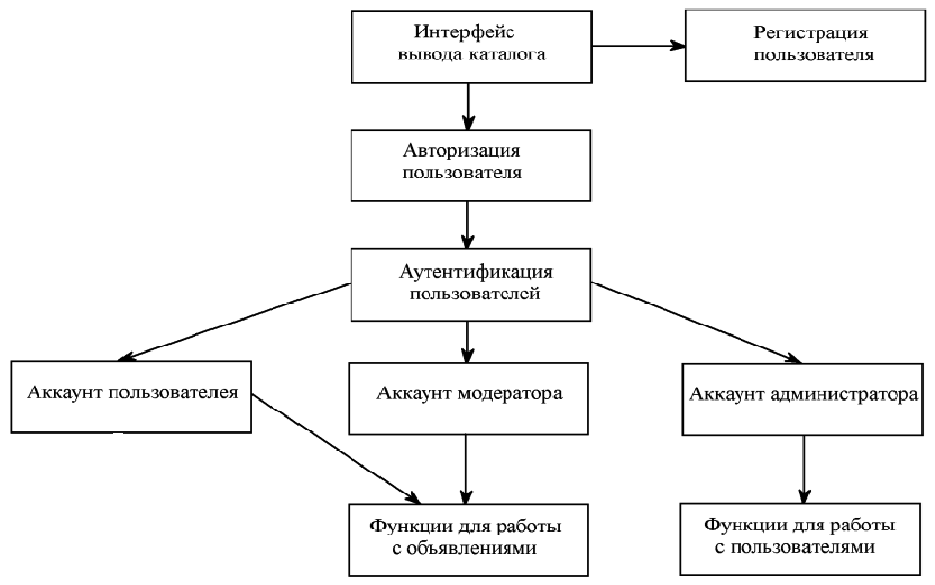 Интерфейс
вывода каталога
Регистрация
пользователя
Авторизация
пользователя
Аутентификация
пользователей
Аккаунт пользователея
Аккаунт модератора
Аккаунт администратора
Функции для работы
с объявлениями
Функции для работы
с пользователями